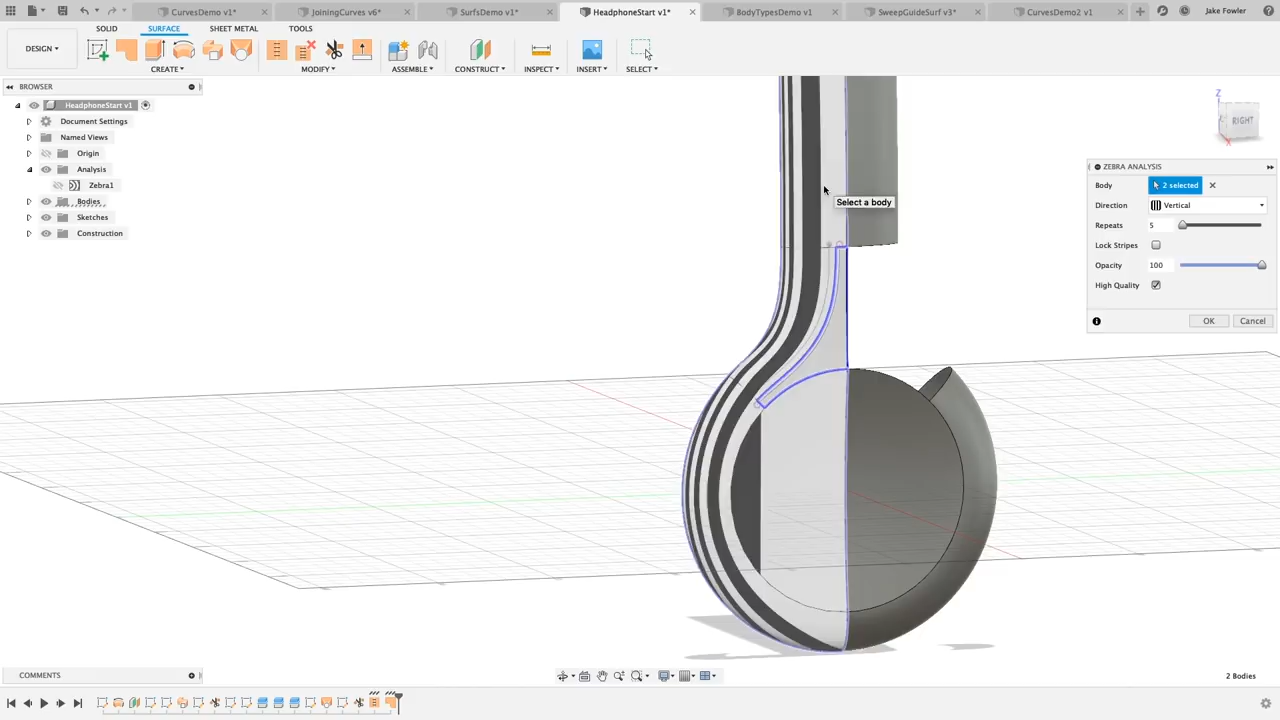 CurvesDemo v1*
JoiningCurves v6*
SurfsDemo v1*
HeadphoneStart v1*
BodyTypesDemo v1
SweepGuideSurf v3*
CurvesDemo2 v1
Jake Fowler
DESIGN
SOLID
SURFACE
SHEET METAL
TOOLS
CREATE
MODIFY
ASSEMBLE
CONSTRUCT
INSPECT
INSERT
SELECT
BROWSER
HeadphoneStart v1
Document Settings
Named Views
Origin
Analysis
Zebra1
Bodies
Sketches
Construction
Z
RIGHT
X
Select a body
ZEBRA ANALYSIS
Body 2 selected
Direction Vertical
Repeats 5
Lock Stripes
Opacity 100
High Quality
OK Cancel
COMMENTS
2 Bodies